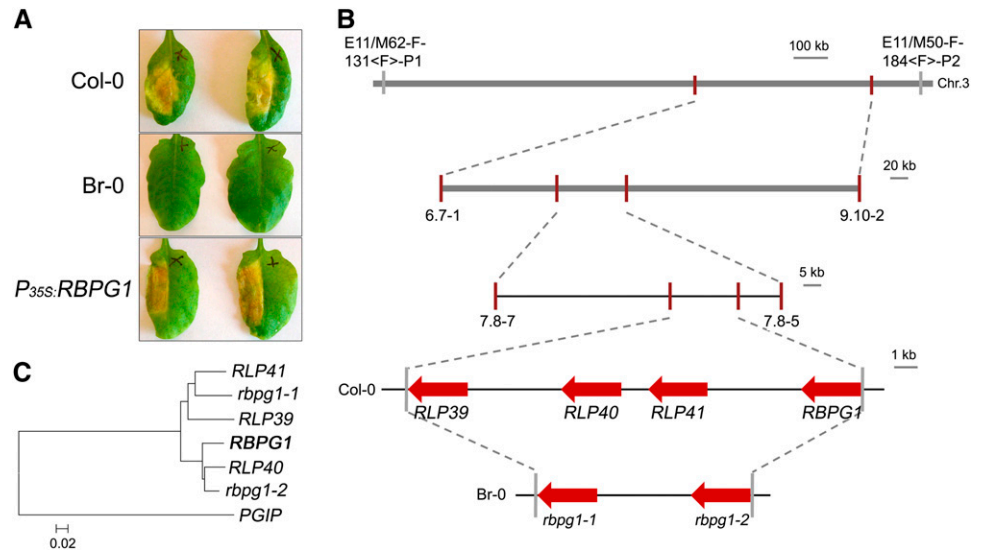 A
Col-0
Br-0
P35S:RBPG1
B
E11/M62-F-
131<F>-P1
100 kb
E11/M50-F-
184<F>-P2
Chr.3
20 kb
6.7-1
9.10-2
5 kb
7.8-7
7.8-5
1 kb
Col-0
RLP39
RLP40
RLP41
RBPG1
Br-0
rbpg1-1
rbpg1-2
C
RLP41
rbpg1-1
RLP39
RBPG1
RLP40
rbpg1-2
PGIP
0.02